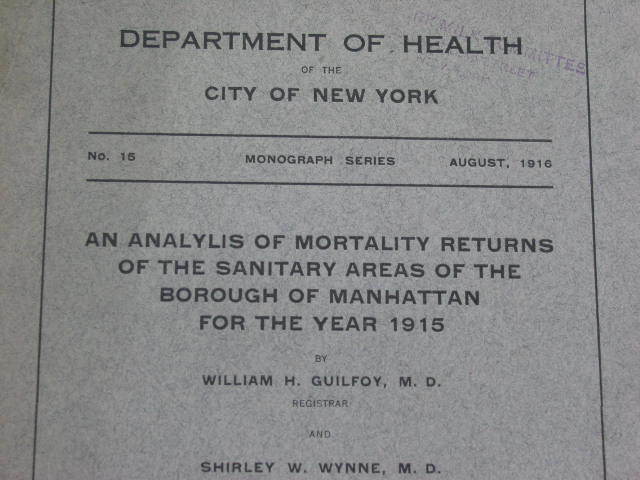 DEPARTMENT OF HEALTH
OF THE
CITY OF NEW YORK
No. 15 MONOGRAPH SERIES AUGUST, 1916
AN ANALYLIS OF MORTALITY RETURNS
OF THE SANITARY AREAS OF THE
BOROUGH OF MANHATTAN
FOR THE YEAR 1915
BY
WILLIAM H. GUILFOY, M. D.
REGISTRAR
AND
SHIRLEY W. WYNNE, M. D.